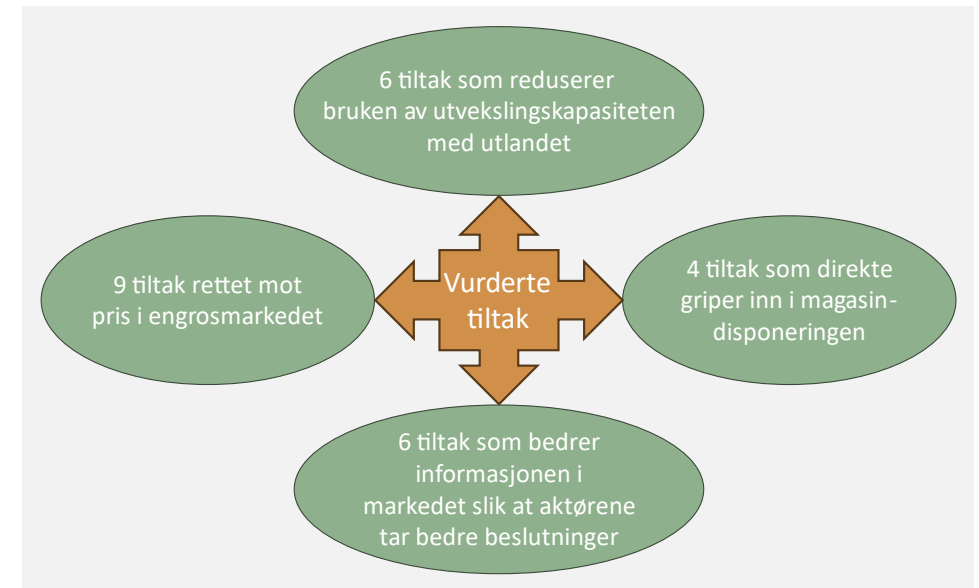 6 tiltak som reduserer
bruken av utvekslingskapasiteten
med utlandet
9 tiltak rettet mot
pris i engrosmarkedet
Vurderte
tiltak
4 tiltak som direkte
griper inn i magasin-
disponeringen
6 tiltak som bedrer
informasjonen i
markedet slik at aktørene
tar bedre beslutninger